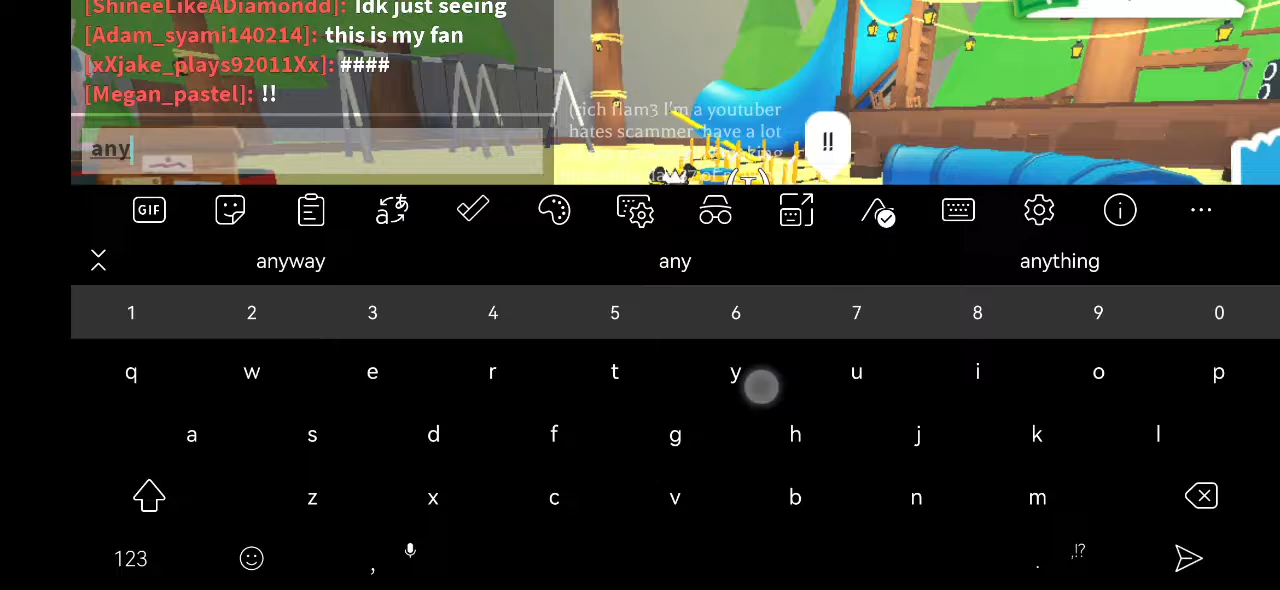 [ShineeLikeADiamondd]: Idk just seeing
[Adam_syami140214]: this is my fan
[xXjake_plays92011Xx]: ####
[Megan_pastel]: !!
(rich flam3 I'm a youtuber
hates scammer have a lot
!!
any
GIF
anyway any anything
1 2 3 4 5 6 7 8 9 0
q w e r t y u i o p
a s d f g h j k l
z x c v b n m
123 , . ,!?